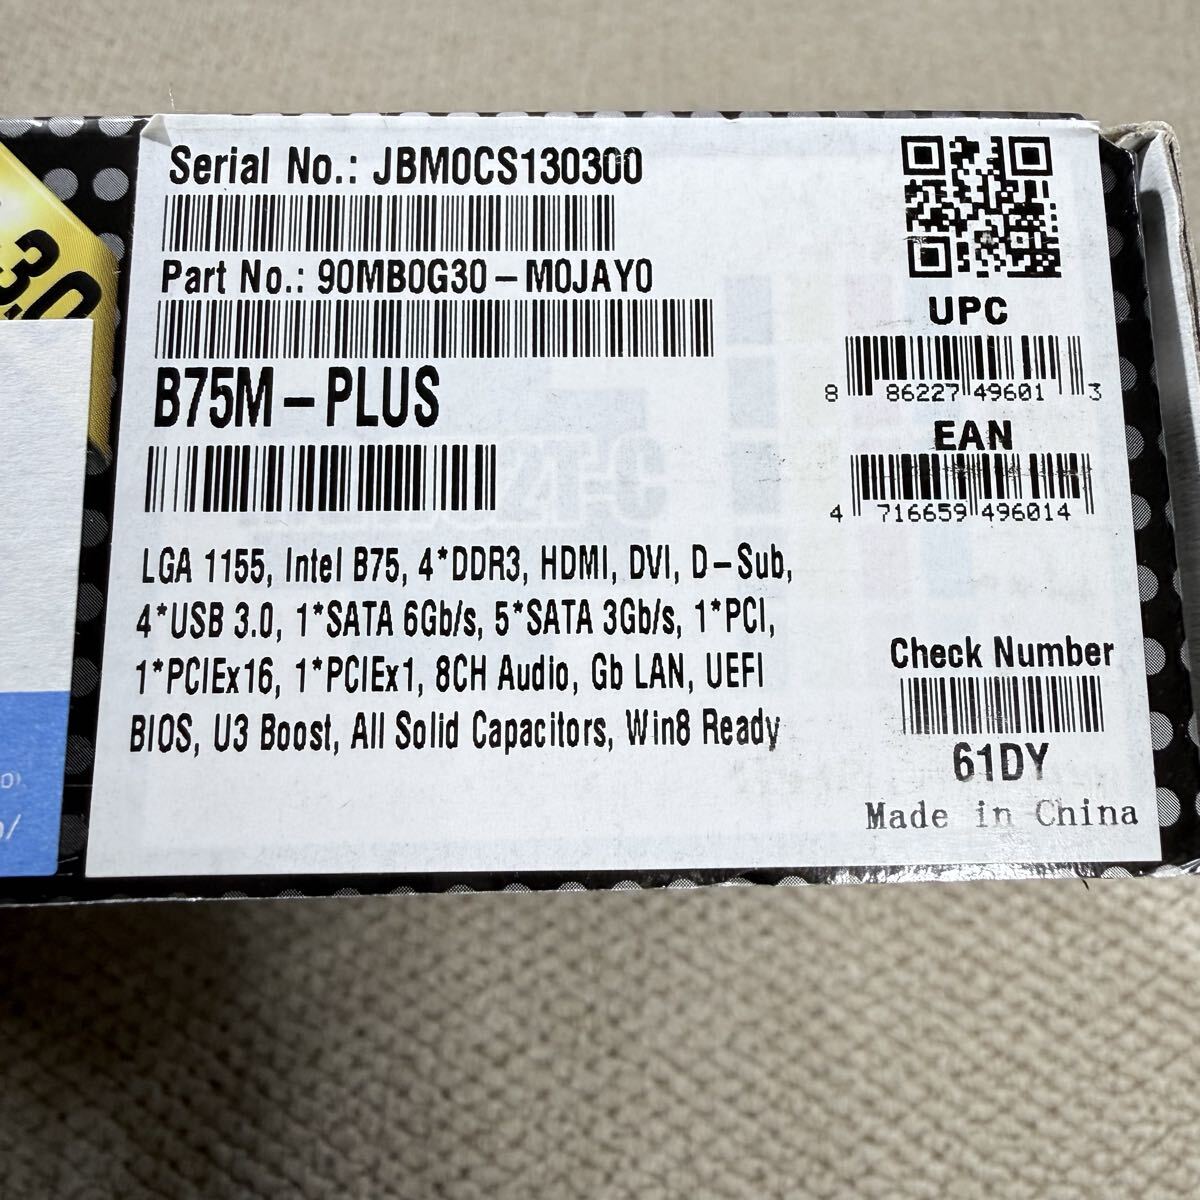 Serial No.: JBM0CS130300
Part No.: 90MB0G30-M0JAY0
B75M-PLUS
LGA 1155, Intel B75, 4*DDR3, HDMI, DVI, D-Sub,
4*USB 3.0, 1*SATA 6Gb/s, 5*SATA 3Gb/s, 1*PCI,
1*PCIEx16, 1*PCIEx1, 8CH Audio, Gb LAN, UEFI
BIOS, U3 Boost, All Solid Capacitors, Win8 Ready
UPC
8 86227 49601 3
EAN
4 716659 496014
Check Number
61DY
Made in China
3.0